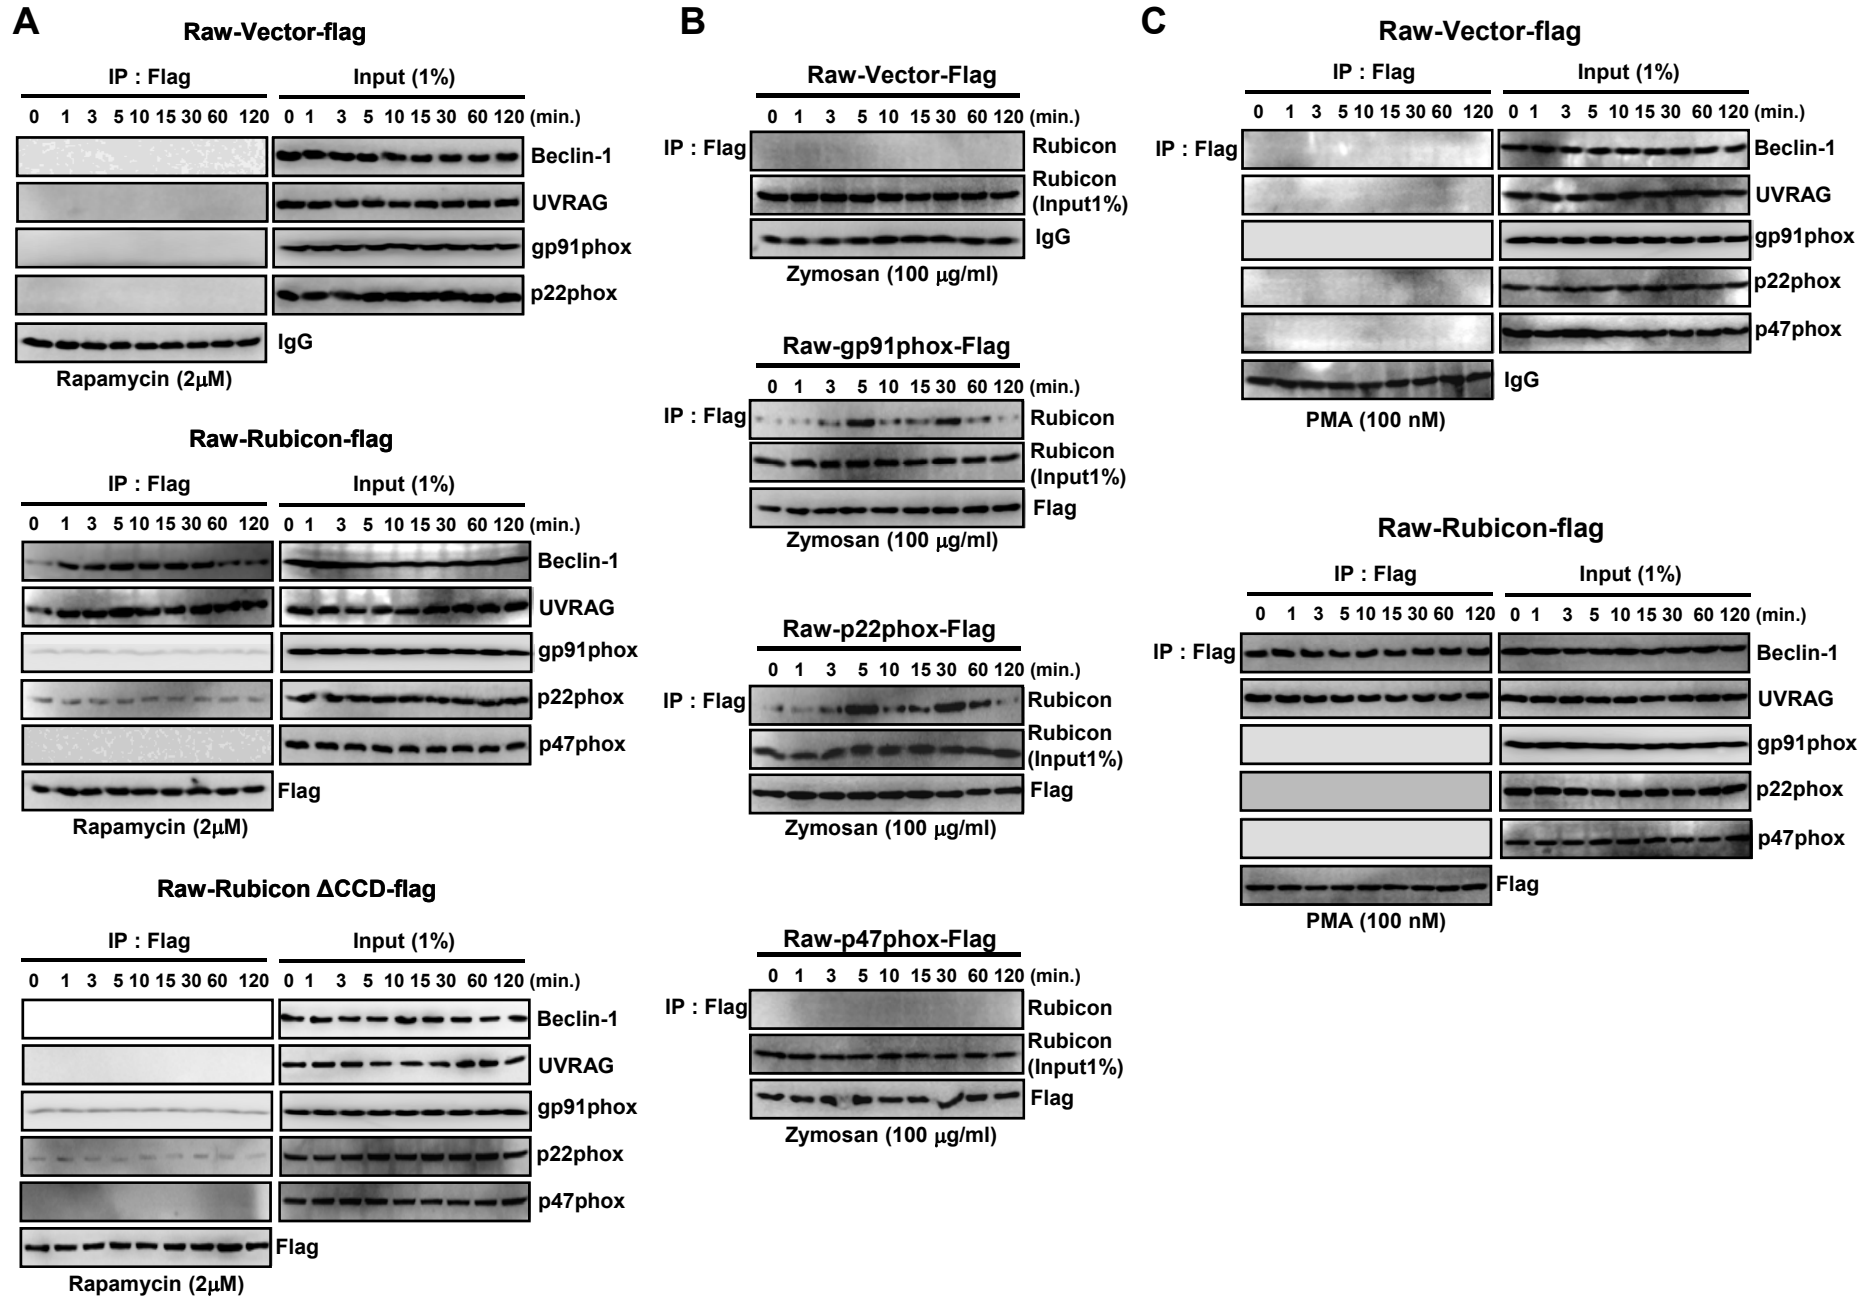 A
Raw-Vector-flag
IP : Flag Input (1%)
0 1 3 5 10 15 30 60 120 0 1 3 5 10 15 30 60 120 (min.)
Beclin-1
UVRAG
gp91phox
p22phox
IgG
Rapamycin (2μM)
Raw-Rubicon-flag
IP : Flag Input (1%)
0 1 3 5 10 15 30 60 120 0 1 3 5 10 15 30 60 120 (min.)
Beclin-1
UVRAG
gp91phox
p22phox
p47phox
Flag
Rapamycin (2μM)
Raw-Rubicon ΔCCD-flag
IP : Flag Input (1%)
0 1 3 5 10 15 30 60 120 0 1 3 5 10 15 30 60 120 (min.)
Beclin-1
UVRAG
gp91phox
p22phox
p47phox
Flag
Rapamycin (2μM)
B
Raw-Vector-Flag
0 1 3 5 10 15 30 60 120 (min.)
IP : Flag Rubicon
Rubicon
(Input1%)
IgG
Zymosan (100 μg/ml)
Raw-gp91phox-Flag
0 1 3 5 10 15 30 60 120 (min.)
IP : Flag Rubicon
Rubicon
(Input1%)
Flag
Zymosan (100 μg/ml)
Raw-p22phox-Flag
0 1 3 5 10 15 30 60 120 (min.)
IP : Flag Rubicon
Rubicon
(Input1%)
Flag
Zymosan (100 μg/ml)
Raw-p47phox-Flag
0 1 3 5 10 15 30 60 120 (min.)
IP : Flag Rubicon
Rubicon
(Input1%)
Flag
Zymosan (100 μg/ml)
C
Raw-Vector-flag
IP : Flag Input (1%)
0 1 3 5 10 15 30 60 120 0 1 3 5 10 15 30 60 120 (min.)
IP : Flag Beclin-1
UVRAG
gp91phox
p22phox
p47phox
IgG
PMA (100 nM)
Raw-Rubicon-flag
IP : Flag Input (1%)
0 1 3 5 10 15 30 60 120 0 1 3 5 10 15 30 60 120 (min.)
IP : Flag Beclin-1
UVRAG
gp91phox
p22phox
p47phox
Flag
PMA (100 nM)